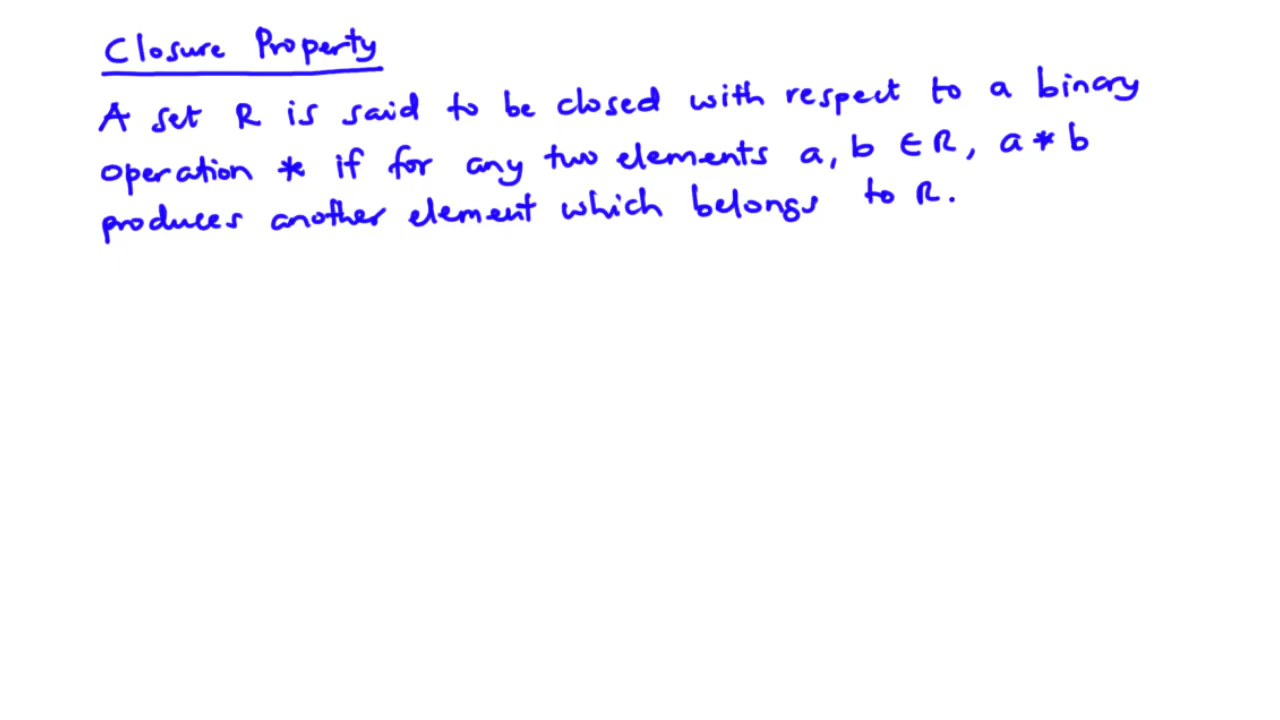 Closure Property
A set R is said to be closed with respect to a binary
operation * if for any two elements a, b ∈ R, a * b
produces another element which belongs to R.